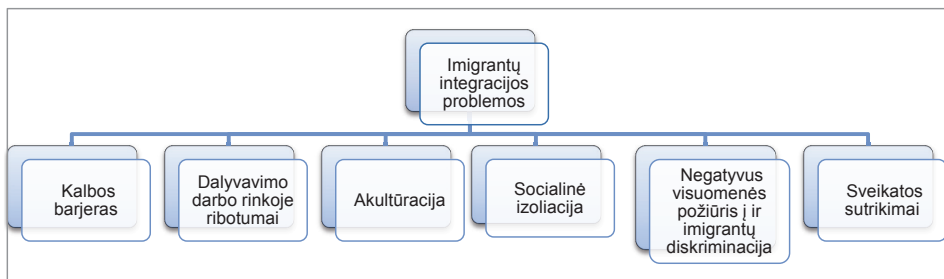 Imigrantų
integracijos
problemos
Kalbos
barjeras
Dalyvavimo
darbo rinkoje
ribotumai
Akultūracija
Socialinė
izoliacija
Negatyvus
visuomenės
požiūris į ir
imigrantų
diskriminacija
Sveikatos
sutrikimai